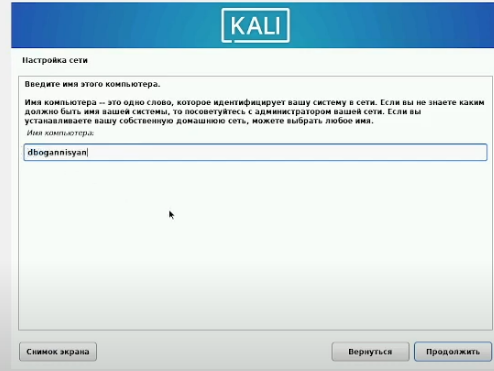 KALI
Настройка сети
Введите имя этого компьютера.
Имя компьютера -- это одно слово, которое идентифицирует вашу систему в сети. Если вы не знаете каким
должно быть имя вашей системы, то посоветуйтесь с администратором вашей сети. Если вы
устанавливаете вашу собственную домашнюю сеть, можете выбрать любое имя.
Имя компьютера:
dbogannisyan
Снимок экрана
Вернуться
Продолжить